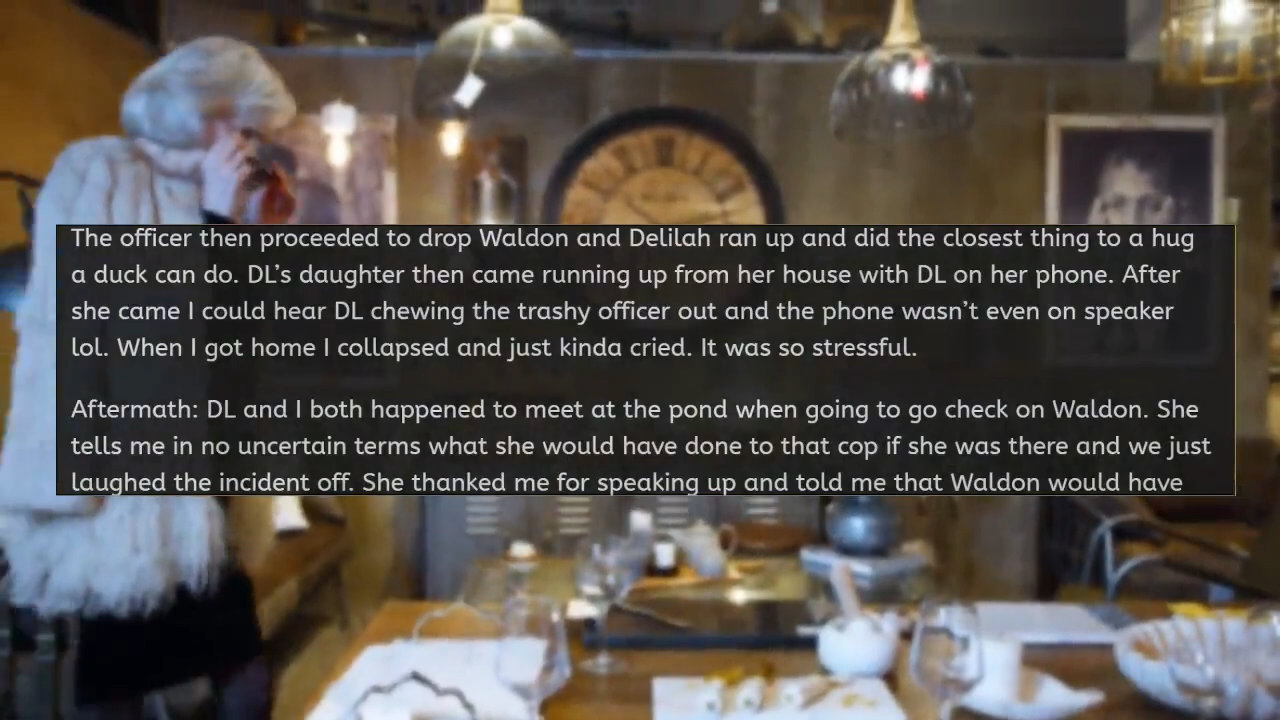 The officer then proceeded to drop Waldon and Delilah ran up and did the closest thing to a hug
a duck can do. DL’s daughter then came running up from her house with DL on her phone. After
she came I could hear DL chewing the trashy officer out and the phone wasn’t even on speaker
lol. When I got home I collapsed and just kinda cried. It was so stressful.
Aftermath: DL and I both happened to meet at the pond when going to go check on Waldon. She
tells me in no uncertain terms what she would have done to that cop if she was there and we just
laughed the incident off. She thanked me for speaking up and told me that Waldon would have